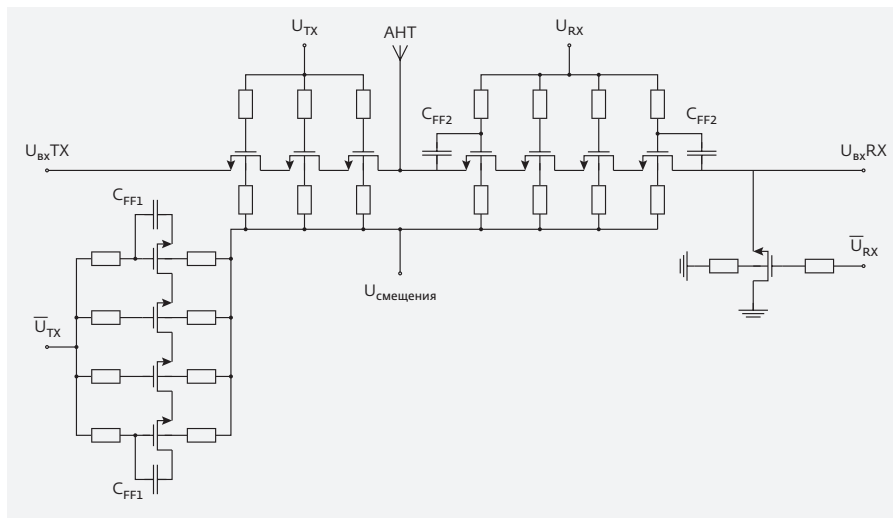 U_TX
АНТ
U_RX
C_FF2
C_FF2
U_вхTX
U_вхRX
C_FF1
U̅_RX
U_смещения
U̅_TX
C_FF1